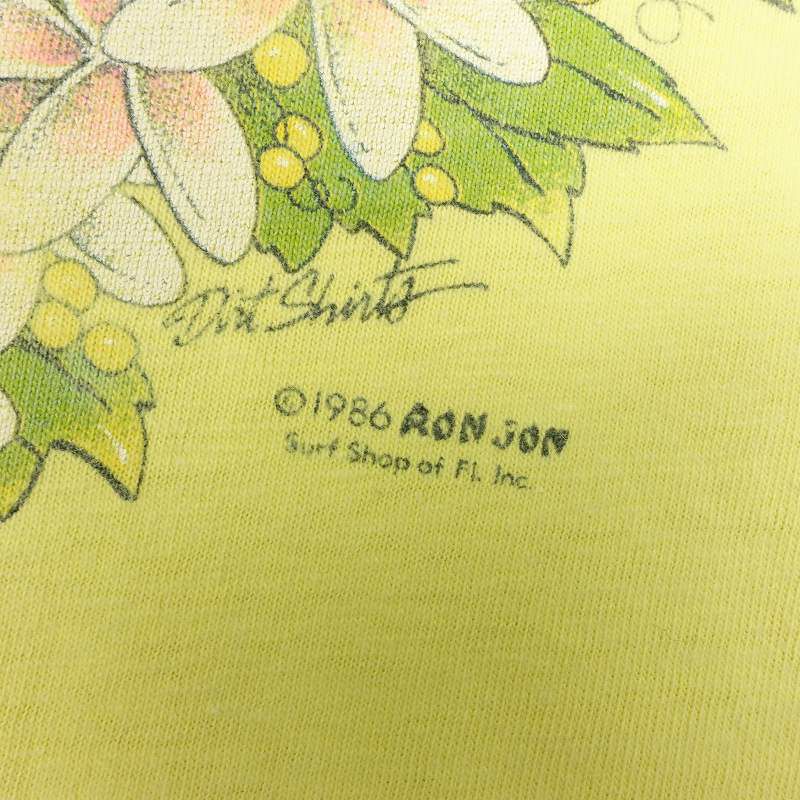 Dirt Shirts
©1986 RON JON
Surf Shop of Fl. Inc.